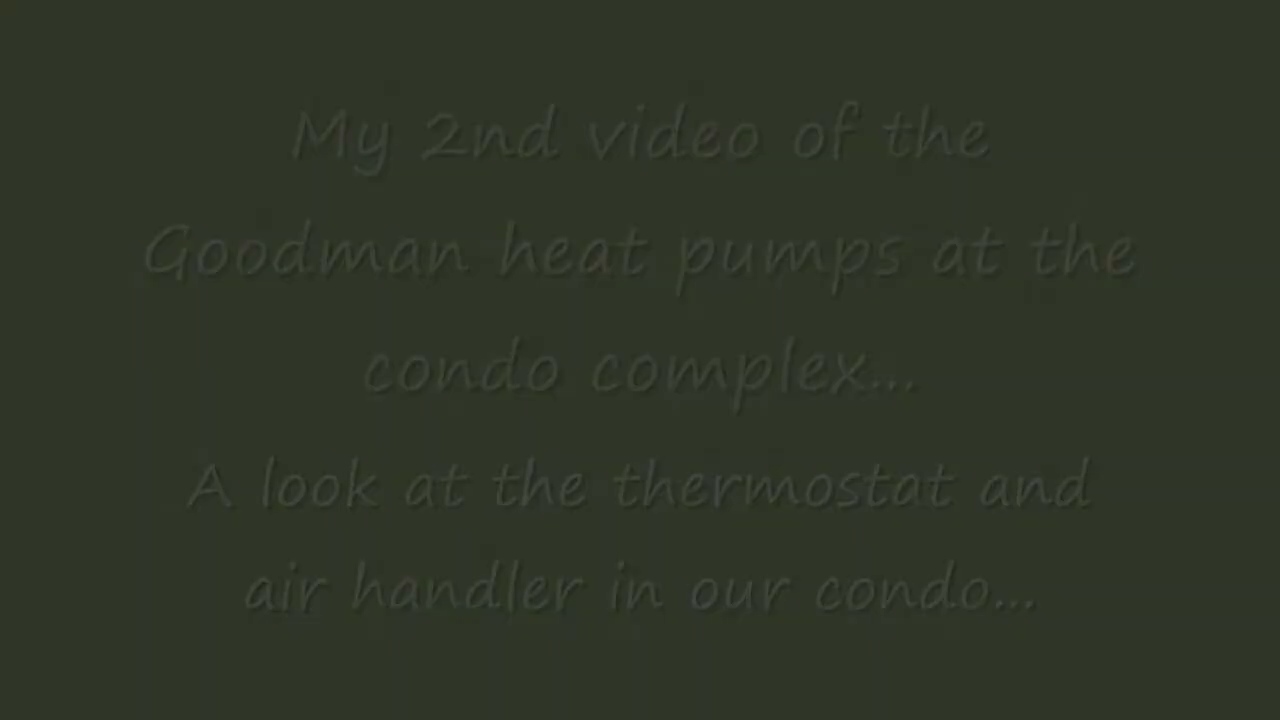 My 2nd video of the
Goodman heat pumps at the
condo complex...
A look at the thermostat and
air handler in our condo...